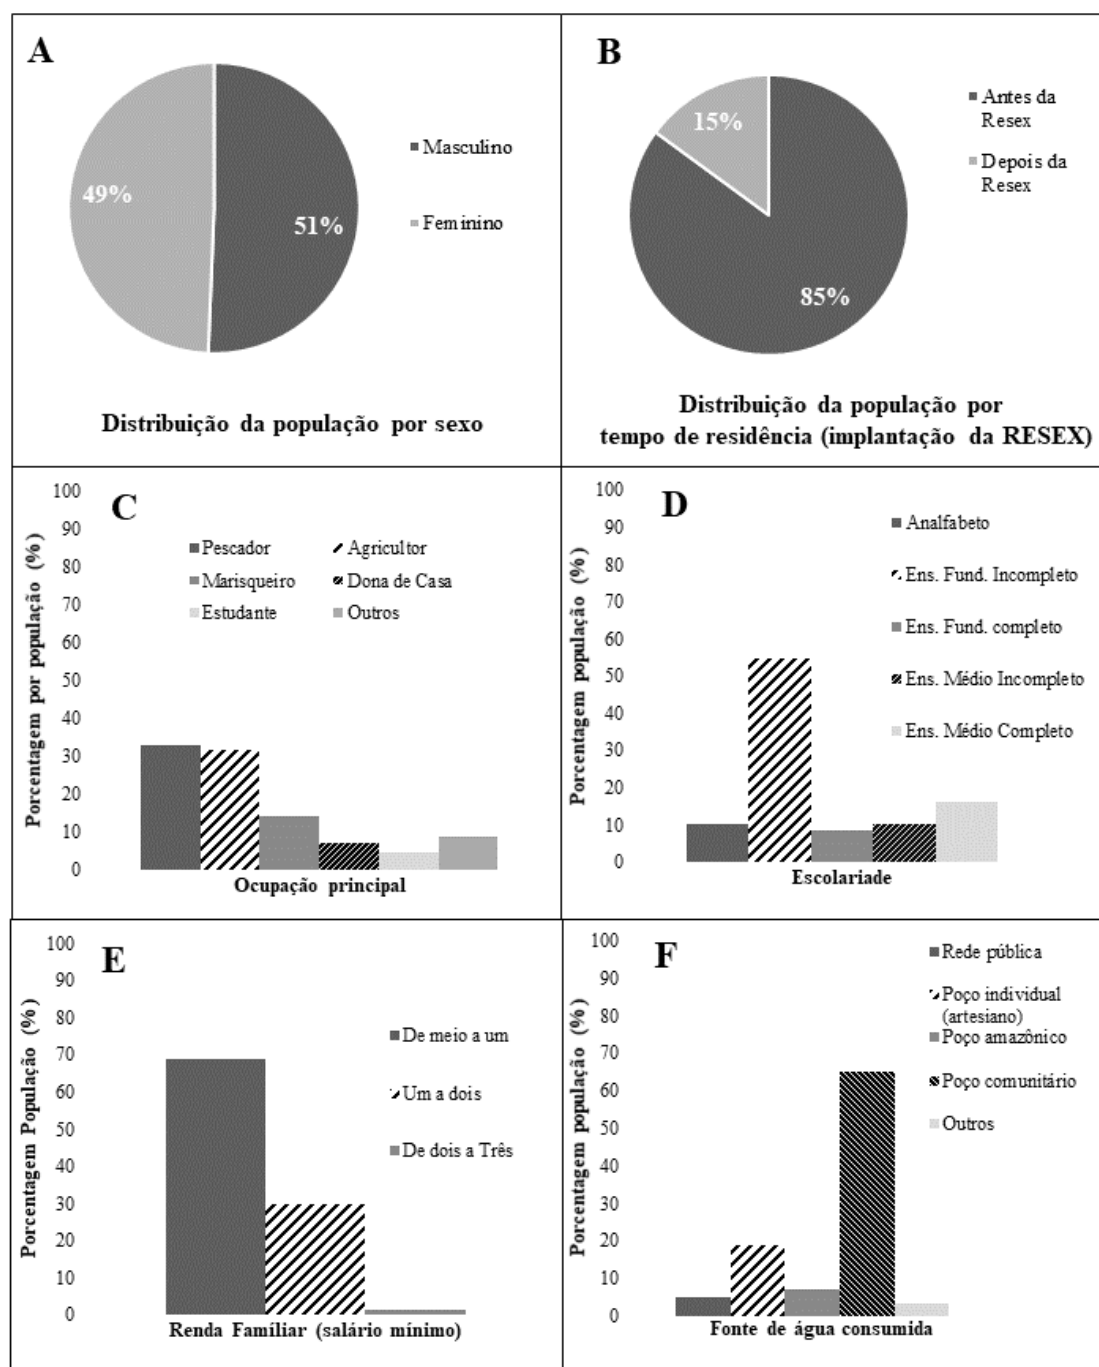 A
49%
51%
Masculino
Feminino
Distribuição da população por sexo
B
15%
85%
Antes da
Resex
Depois da
Resex
Distribuição da população por
tempo de residência (implantação da RESEX)
C
Porcentagem por população (%)
100
90
80
70
60
50
40
30
20
10
0
Pescador
Agricultor
Marisqueiro
Dona de Casa
Estudante
Outros
Ocupação principal
D
Porcentagem população (%)
100
90
80
70
60
50
40
30
20
10
0
Analfabeto
Ens. Fund. Incompleto
Ens. Fund. completo
Ens. Médio Incompleto
Ens. Médio Completo
Escolariade
E
Porcentagem População (%)
100
90
80
70
60
50
40
30
20
10
0
De meio a um
Um a dois
De dois a Três
Renda Famíliar (salário mínimo)
F
Porcentagem população (%)
100
90
80
70
60
50
40
30
20
10
0
Rede pública
Poço individual
(artesiano)
Poço amazônico
Poço comunitário
Outros
Fonte de água consumida